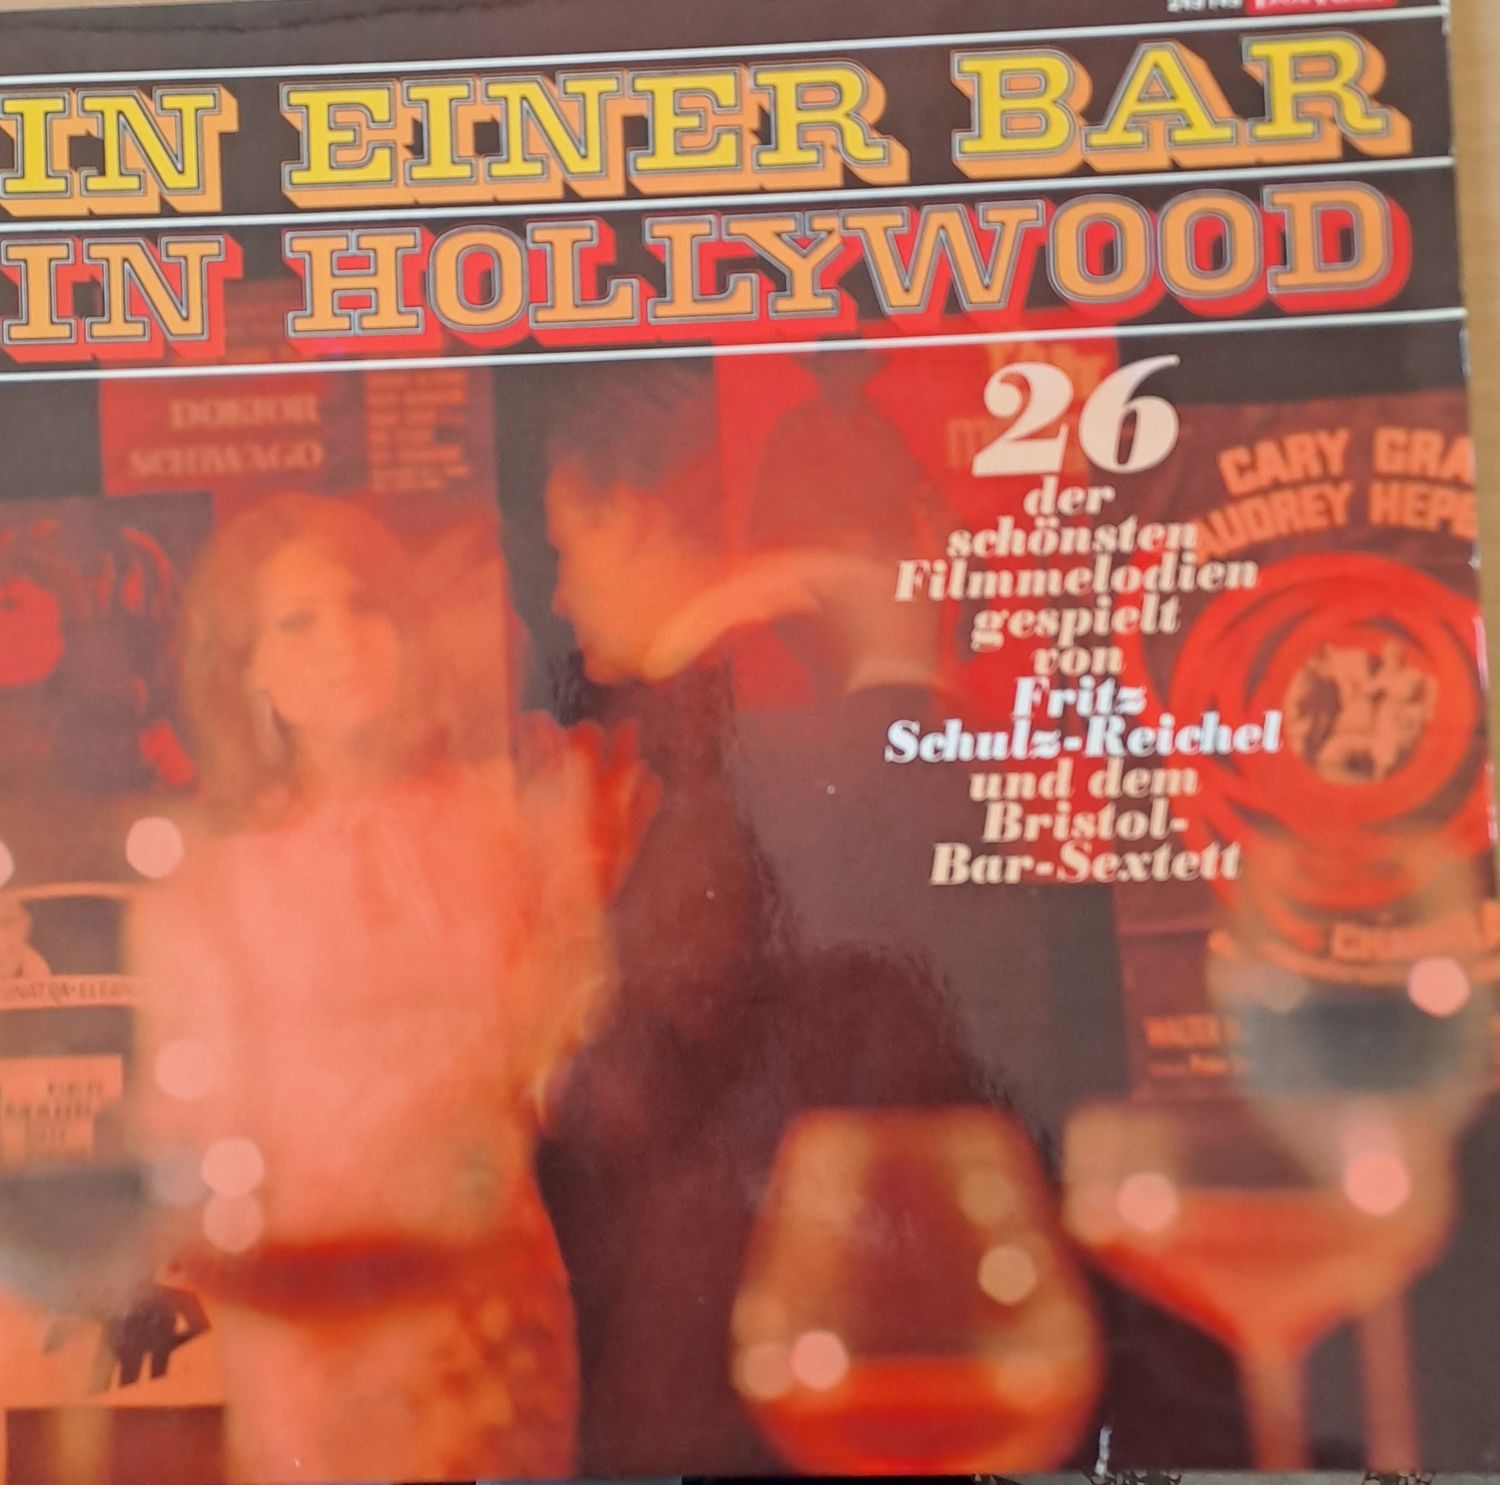 IN EINER BAR
IN HOLLYWOOD
26
der
schönsten
Filmmelodien
gespielt
von
Fritz
Schulz-Reichel
und dem
Bristol-
Bar-Sextett
DOKTOR
SCHIWAGO
CARY GRA
AUDREY HEPB